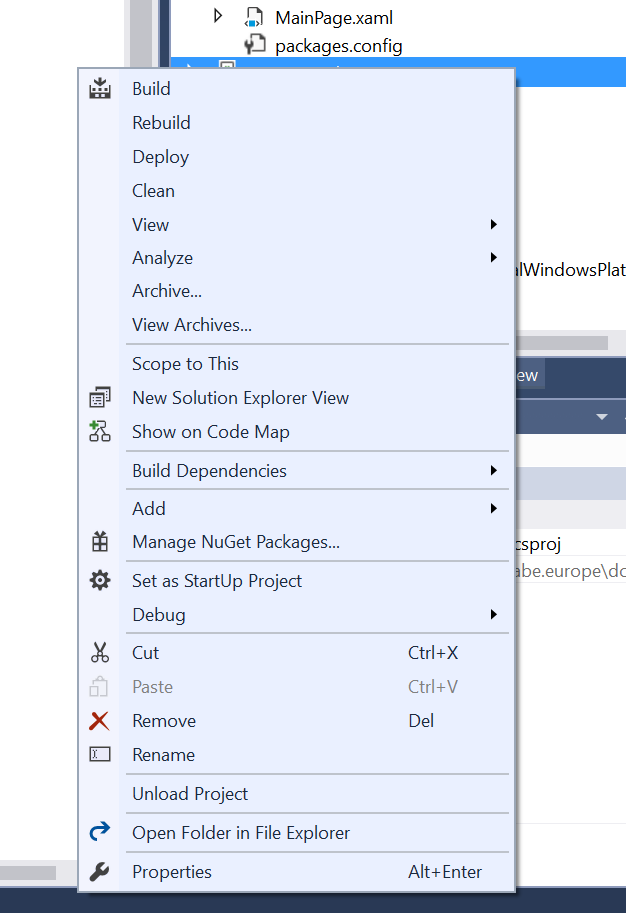 MainPage.xaml
packages.config
Build
Rebuild
Deploy
Clean
View
Analyze
alWindowsPlat
Archive...
View Archives...
Scope to This
ew
New Solution Explorer View
Show on Code Map
Build Dependencies
Add
Manage NuGet Packages...
csproj
abe.europe\do
Set as StartUp Project
Debug
Cut Ctrl+X
Paste Ctrl+V
Remove Del
Rename
Unload Project
Open Folder in File Explorer
Properties Alt+Enter